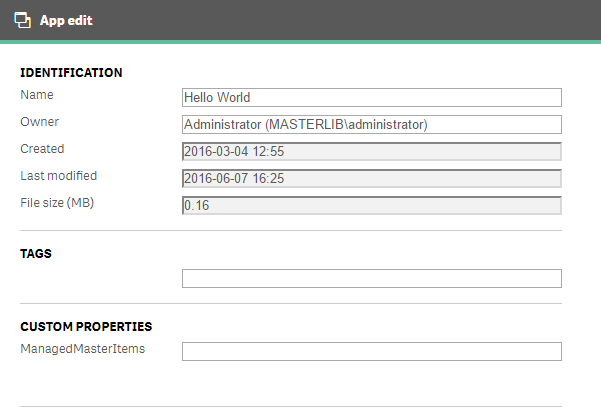 App edit
IDENTIFICATION
Name Hello World
Owner Administrator (MASTERLIB\administrator)
Created 2016-03-04 12:55
Last modified 2016-06-07 16:25
File size (MB) 0.16
TAGS
CUSTOM PROPERTIES
ManagedMasterItems